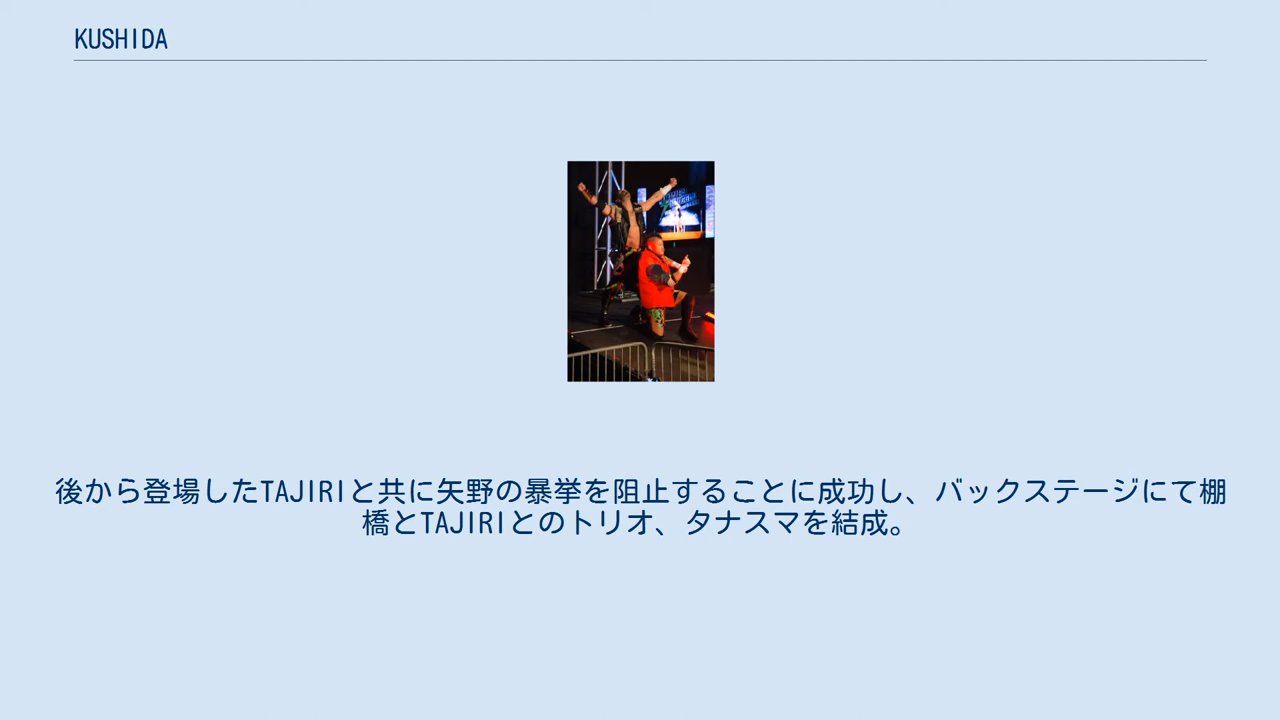 KUSHIDA
後から登場したTAJIRIと共に矢野の暴挙を阻止することに成功し、バックステージにて棚
橋とTAJIRIとのトリオ、タナスマを結成。